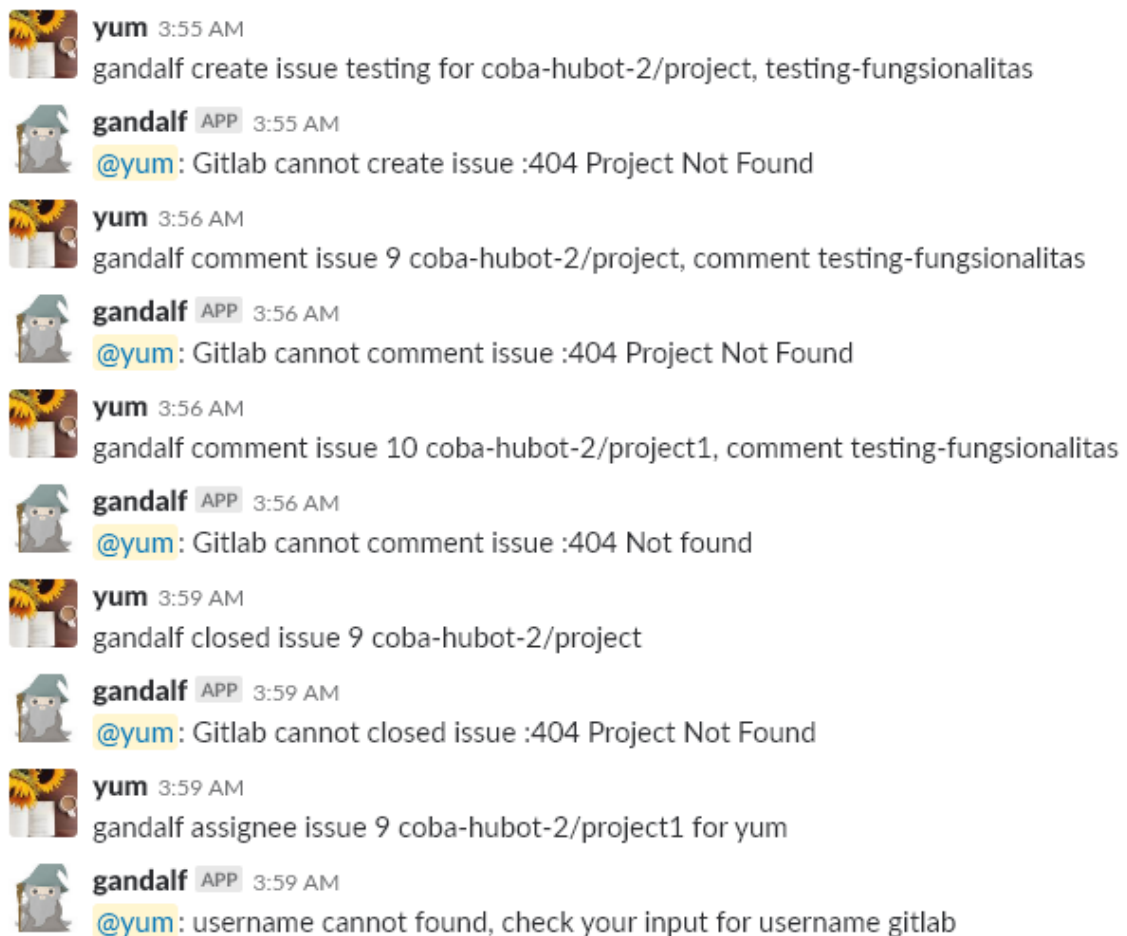 yum 3:55 AM
gandalf create issue testing for coba-hubot-2/project, testing-fungsionalitas
gandalf APP 3:55 AM
@yum: Gitlab cannot create issue :404 Project Not Found
yum 3:56 AM
gandalf comment issue 9 coba-hubot-2/project, comment testing-fungsionalitas
gandalf APP 3:56 AM
@yum: Gitlab cannot comment issue :404 Project Not Found
yum 3:56 AM
gandalf comment issue 10 coba-hubot-2/project1, comment testing-fungsionalitas
gandalf APP 3:56 AM
@yum: Gitlab cannot comment issue :404 Not found
yum 3:59 AM
gandalf closed issue 9 coba-hubot-2/project
gandalf APP 3:59 AM
@yum: Gitlab cannot closed issue :404 Project Not Found
yum 3:59 AM
gandalf assignee issue 9 coba-hubot-2/project1 for yum
gandalf APP 3:59 AM
@yum: username cannot found, check your input for username gitlab